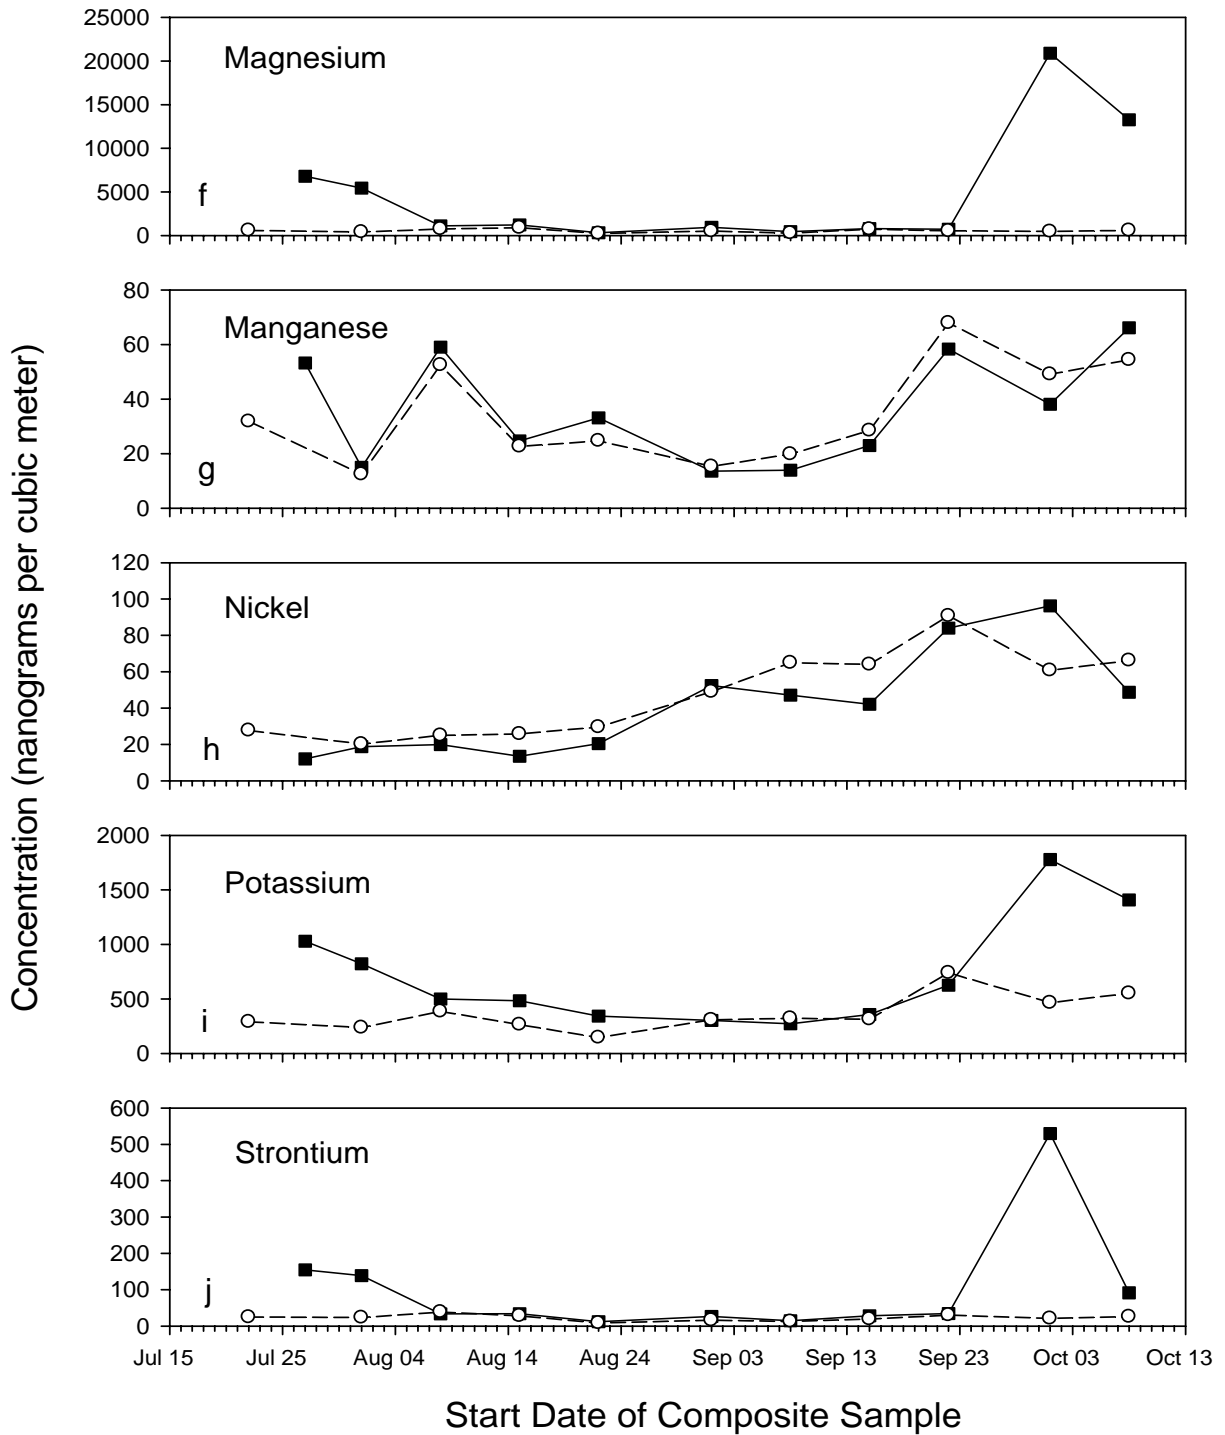 Concentration (nanograms per cubic meter)
25000
20000
15000
10000
5000
0
Magnesium
f
80
60
40
20
0
Manganese
g
120
100
80
60
40
20
0
Nickel
h
2000
1500
1000
500
0
Potassium
i
600
500
400
300
200
100
0
Strontium
j
Jul 15 Jul 25 Aug 04 Aug 14 Aug 24 Sep 03 Sep 13 Sep 23 Oct 03 Oct 13
Start Date of Composite Sample